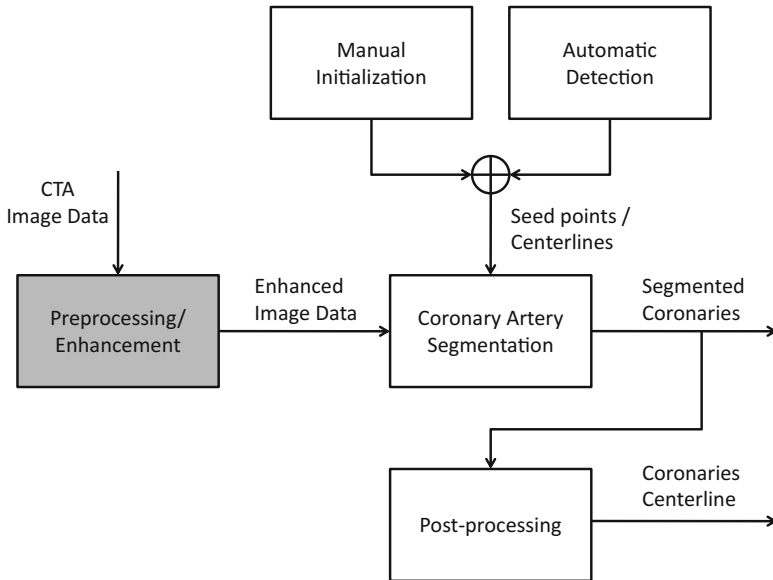 Manual
Initialization
Automatic
Detection
CTA
Image Data
Seed points /
Centerlines
Preprocessing/
Enhancement
Enhanced
Image Data
Coronary Artery
Segmentation
Segmented
Coronaries
Post-processing
Coronaries
Centerline